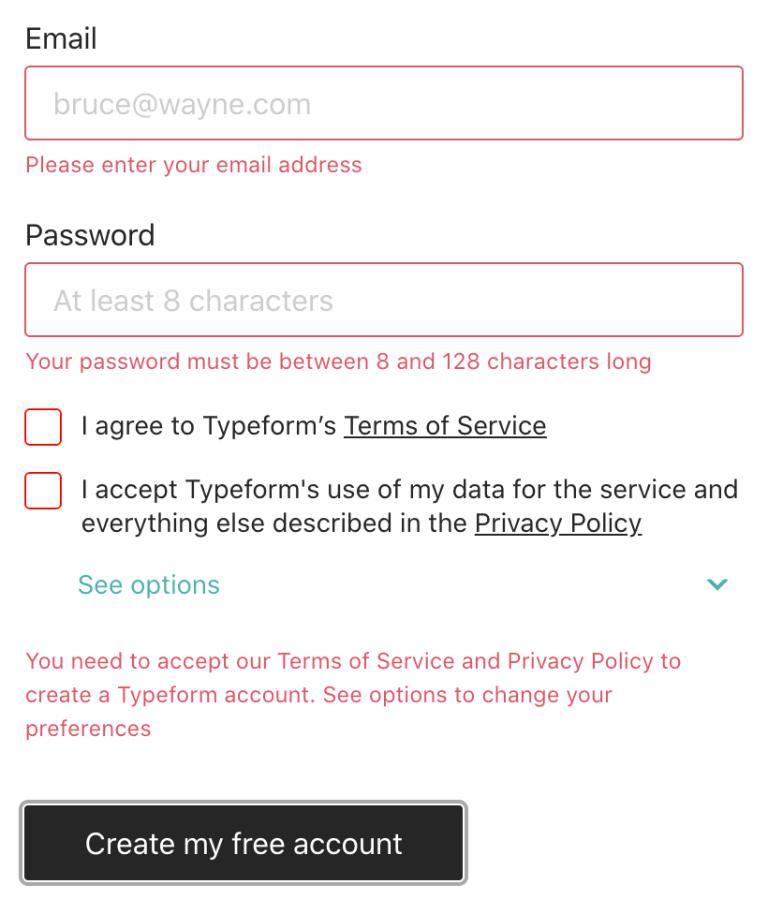 Email
bruce@wayne.com
Please enter your email address
Password
At least 8 characters
Your password must be between 8 and 128 characters long
I agree to Typeform’s Terms of Service
I accept Typeform's use of my data for the service and
everything else described in the Privacy Policy
See options
You need to accept our Terms of Service and Privacy Policy to
create a Typeform account. See options to change your
preferences
Create my free account